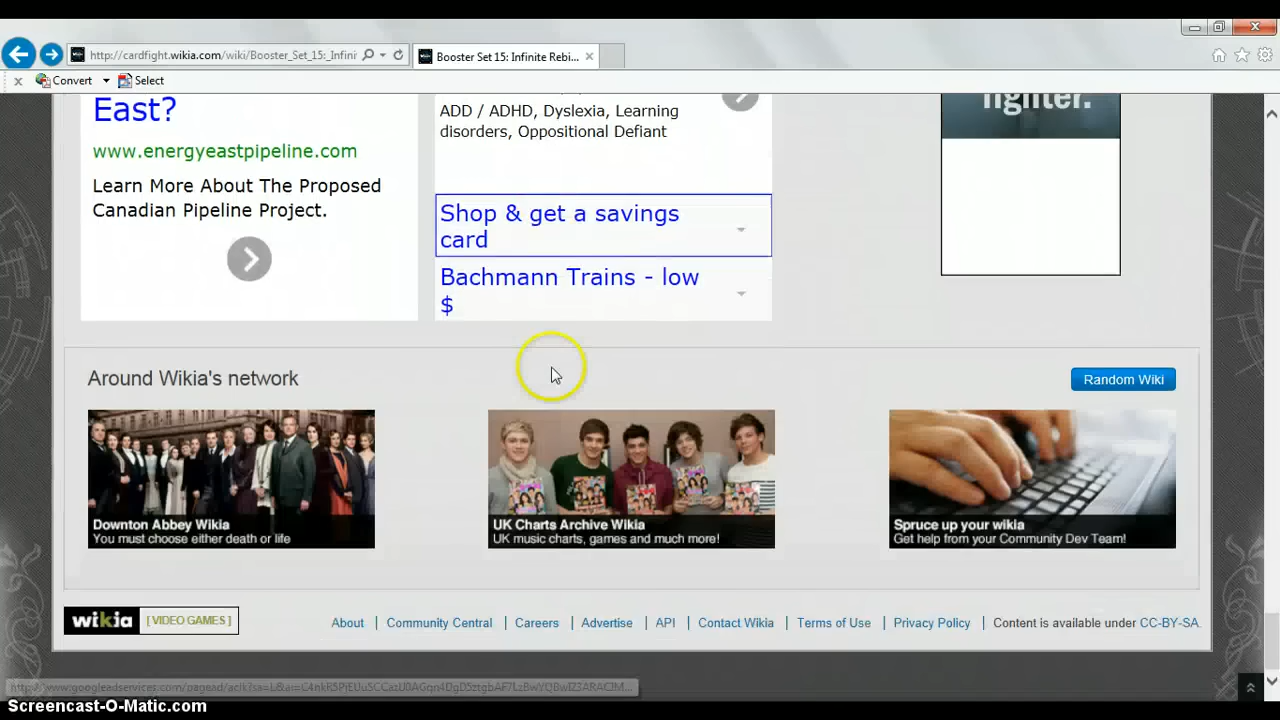 http://cardfight.wikia.com/wiki/Booster_Set_15:_Infini
Booster Set 15: Infinite Rebi...
Convert
Select
East?
www.energyeastpipeline.com
Learn More About The Proposed
Canadian Pipeline Project.
ADD / ADHD, Dyslexia, Learning
disorders, Oppositional Defiant
Shop & get a savings
card
Bachmann Trains - low
$
fighter.
Around Wikia's network
Random Wiki
Downton Abbey Wikia
You must choose either death or life
UK Charts Archive Wikia
UK music charts, games and much more!
Spruce up your wikia
Get help from your Community Dev Team!
wikia [VIDEO GAMES]
About | Community Central | Careers | Advertise | API | Contact Wikia | Terms of Use | Privacy Policy | Content is available under CC-BY-SA.
Screencast-O-Matic.com